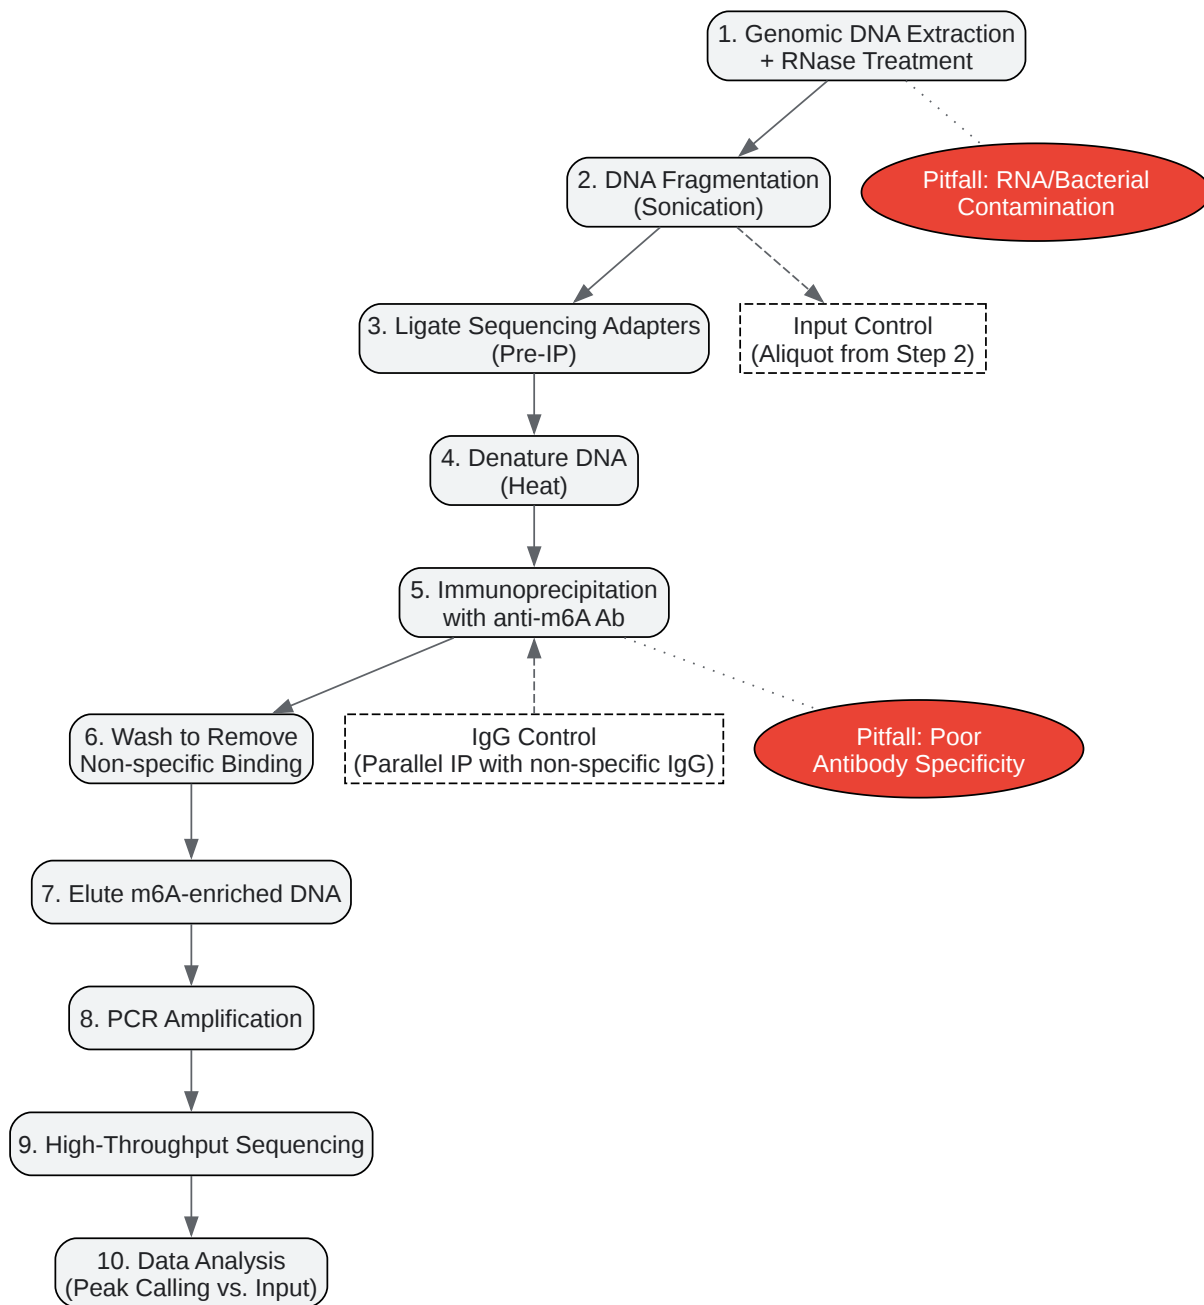 1. Genomic DNA Extraction
+ RNase Treatment
2. DNA Fragmentation
(Sonication)
Pitfall: RNA/Bacterial
Contamination
3. Ligate Sequencing Adapters
(Pre-IP)
Input Control
(Aliquot from Step 2)
4. Denature DNA
(Heat)
5. Immunoprecipitation
with anti-m6A Ab
6. Wash to Remove
Non-specific Binding
IgG Control
(Parallel IP with non-specific IgG)
Pitfall: Poor
Antibody Specificity
7. Elute m6A-enriched DNA
8. PCR Amplification
9. High-Throughput Sequencing
10. Data Analysis
(Peak Calling vs. Input)